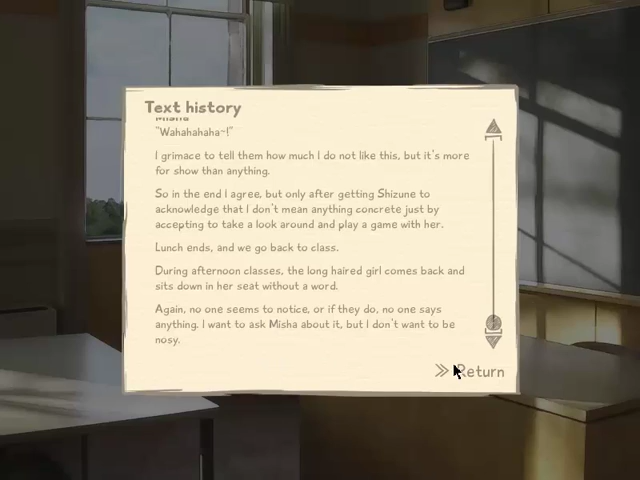 Text history
Misha
"Wahahahaha~!"
I grimace to tell them how much I do not like this, but it's more
for show than anything.
So in the end I agree, but only after getting Shizune to
acknowledge that I don't mean anything concrete just by
accepting to take a look around and play a game with her.
Lunch ends, and we go back to class.
During afternoon classes, the long haired girl comes back and
sits down in her seat without a word.
Again, no one seems to notice, or if they do, no one says
anything. I want to ask Misha about it, but I don't want to be
nosy.
Return